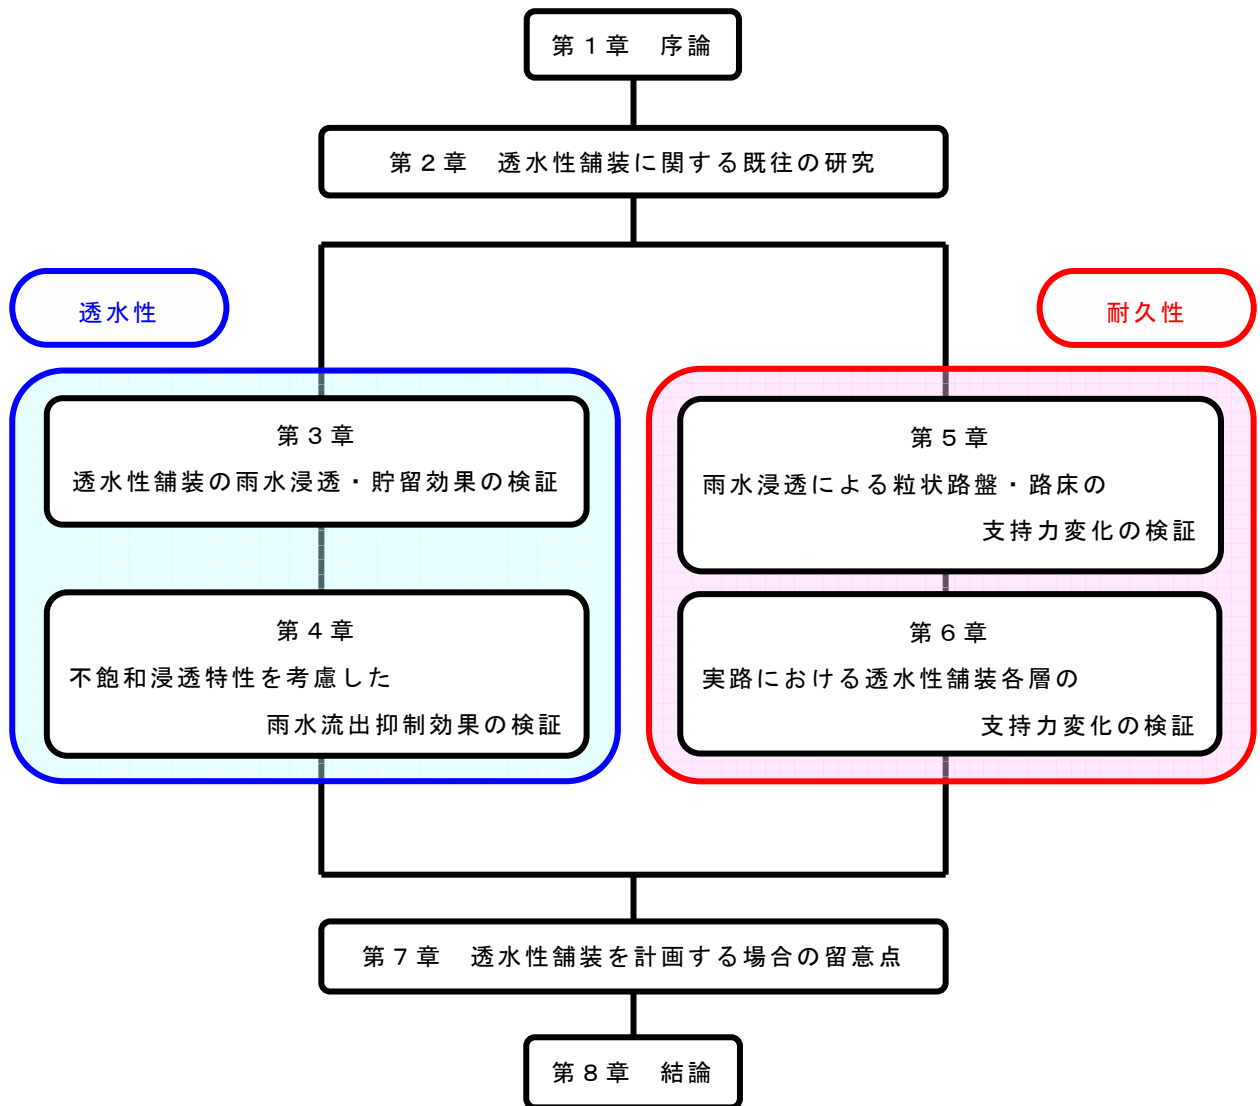 第1章　序論
第2章　透水性舗装に関する既往の研究
透水性
耐久性
第3章
透水性舗装の雨水浸透・貯留効果の検証
第4章
不飽和浸透特性を考慮した
雨水流出抑制効果の検証
第5章
雨水浸透による粒状路盤・路床の
支持力変化の検証
第6章
実路における透水性舗装各層の
支持力変化の検証
第7章　透水性舗装を計画する場合の留意点
第8章　結論